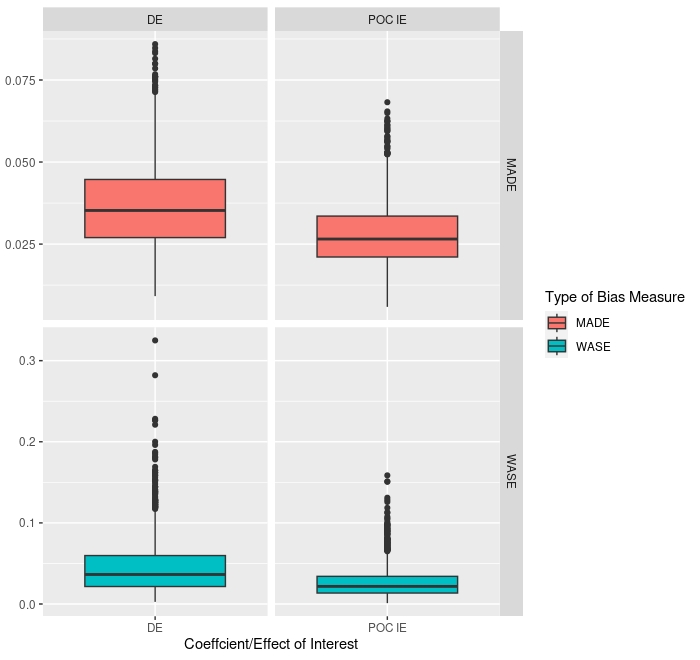 DE
POC IE
0.075
0.050
0.025
MADE
0.3
0.2
0.1
0.0
WASE
DE
POC IE
Coeffcient/Effect of Interest
Type of Bias Measure
MADE
WASE